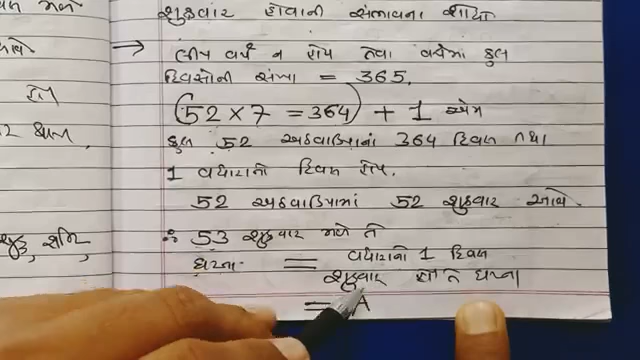 શુક્રવાર હોવાની સંભાવના શોધો
→ લીપ વર્ષ ન હોય તેવા વર્ષમાં કુલ
દિવસોની સંખ્યા = 365.
(52 × 7 = 364) + 1 એમ
કુલ 52 અઠવાડિયાનાં 364 દિવસ તથા
1 વધારાનો દિવસ હોય.
52 અઠવાડિયામાં 52 શુક્રવાર આવે
∴ 53 શુક્રવાર મળે તે
ઘટના = વધારાનો 1 દિવસ
શુક્રવાર હોય તે ઘટના
= A